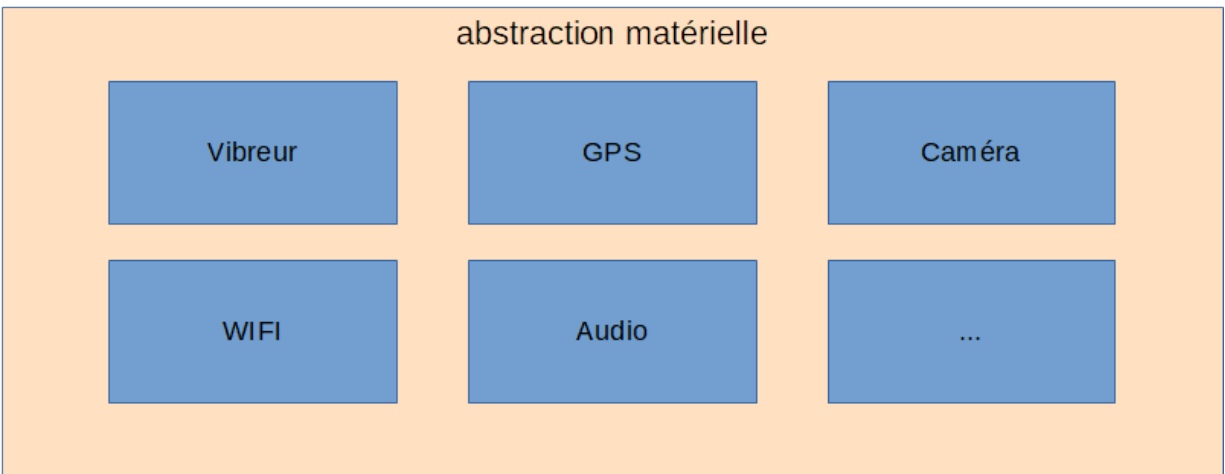 abstraction matérielle
Vibreur
GPS
Caméra
WIFI
Audio
...